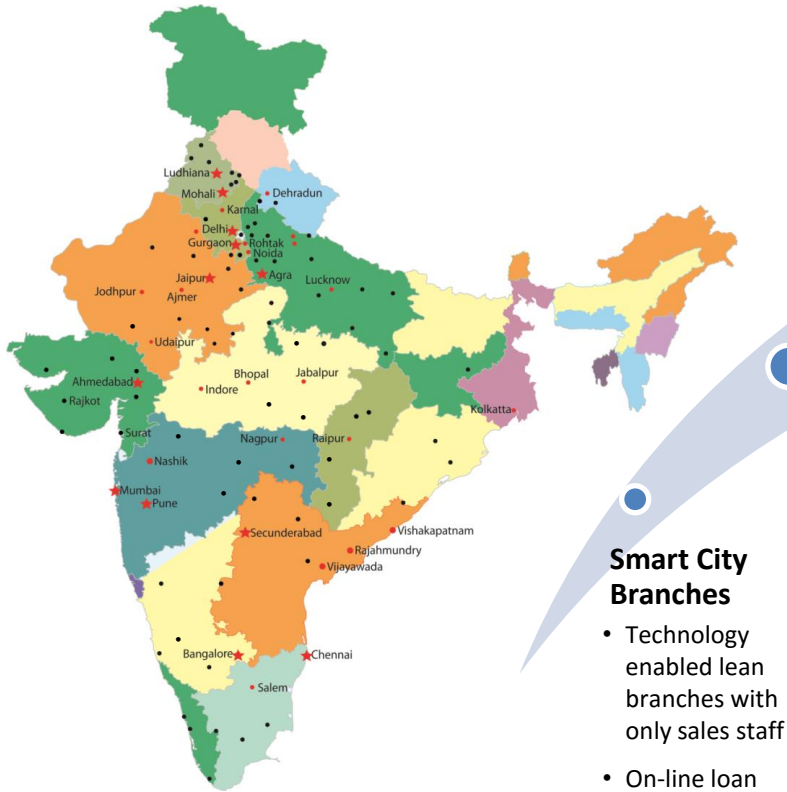 Ludhiana
Mohali
Dehradun
Karnal
Delhi
Gurgaon
Rohtak
Noida
Jaipur
Agra
Lucknow
Jodhpur
Ajmer
Udaipur
Ahmedabad
Bhopal
Jabalpur
Indore
Rajkot
Kolkatta
Surat
Nagpur
Raipur
Nashik
Mumbai
Pune
Secunderabad
Vishakapatnam
Rajahmundry
Vijayawada
Bangalore
Chennai
Salem
Smart City
Branches
• Technology
enabled lean
branches with
only sales staff
• On-line loan